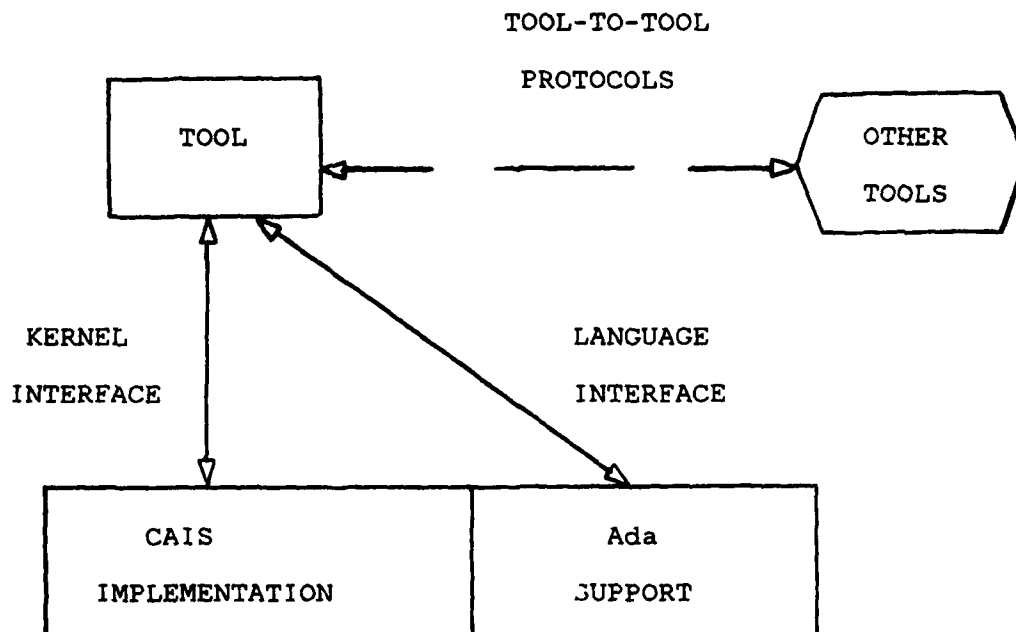 TOOL-TO-TOOL
PROTOCOLS
TOOL
OTHER
TOOLS
KERNEL
INTERFACE
LANGUAGE
INTERFACE
CAIS
IMPLEMENTATION
Ada
SUPPORT